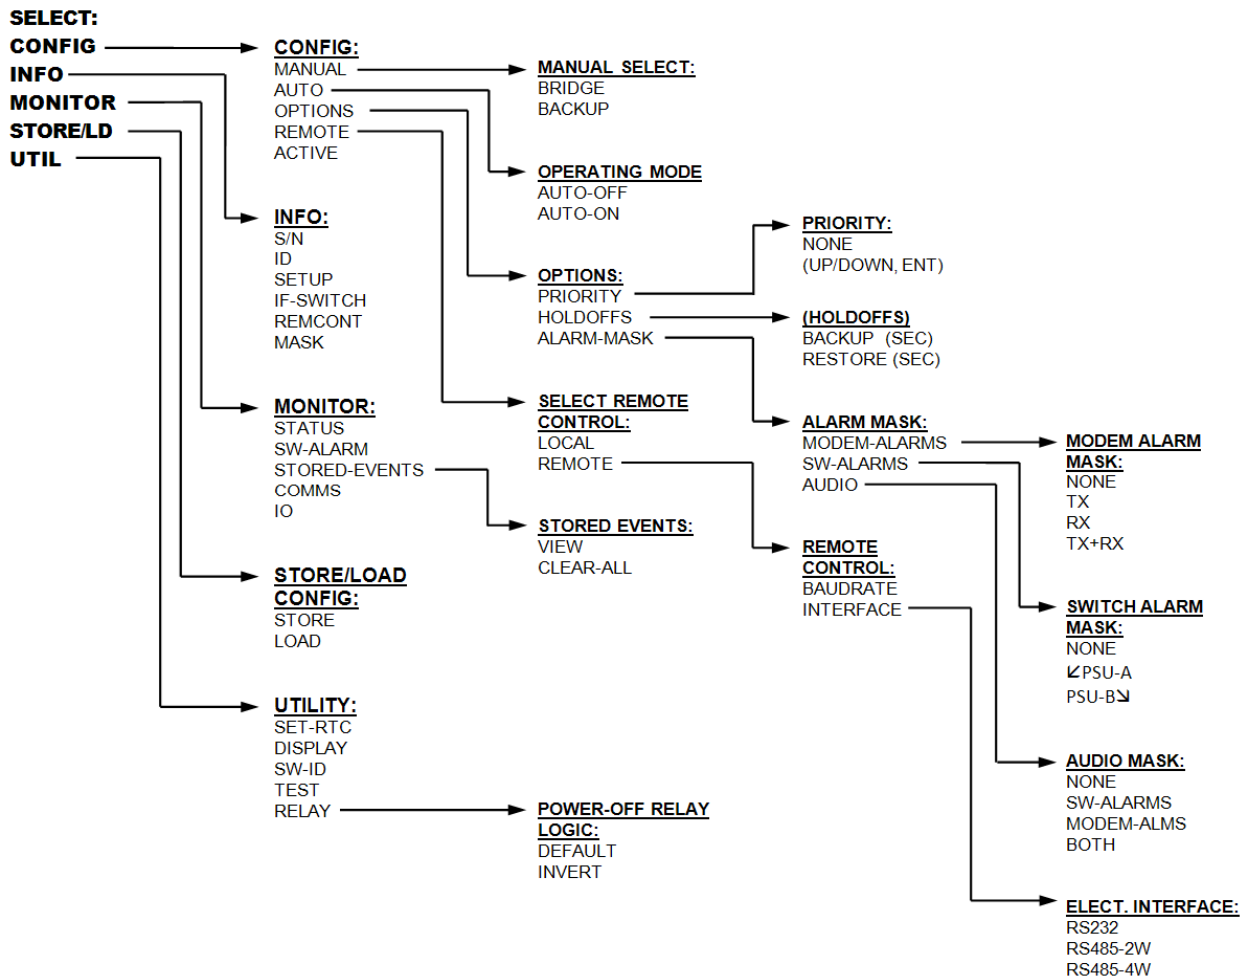 SELECT:
CONFIG
INFO
MONITOR
STORE/LD
UTIL
CONFIG:
MANUAL
AUTO
OPTIONS
REMOTE
ACTIVE
INFO:
S/N
ID
SETUP
IF-SWITCH
REMCONT
MASK
MONITOR:
STATUS
SW-ALARM
STORED-EVENTS
COMMS
IO
STORE/LOAD
CONFIG:
STORE
LOAD
UTILITY:
SET-RTC
DISPLAY
SW-ID
TEST
RELAY
MANUAL SELECT:
BRIDGE
BACKUP
OPERATING MODE
AUTO-OFF
AUTO-ON
OPTIONS:
PRIORITY
HOLDOFFS
ALARM-MASK
SELECT REMOTE
CONTROL:
LOCAL
REMOTE
STORED EVENTS:
VIEW
CLEAR-ALL
POWER-OFF RELAY
LOGIC:
DEFAULT
INVERT
PRIORITY:
NONE
(UP/DOWN, ENT)
(HOLDOFFS)
BACKUP (SEC)
RESTORE (SEC)
ALARM MASK:
MODEM-ALARMS
SW-ALARMS
AUDIO
REMOTE
CONTROL:
BAUDRATE
INTERFACE
MODEM ALARM
MASK:
NONE
TX
RX
TX+RX
SWITCH ALARM
MASK:
NONE
⇱PSU-A
PSU-B⇲
AUDIO MASK:
NONE
SW-ALARMS
MODEM-ALMS
BOTH
ELECT. INTERFACE:
RS232
RS485-2W
RS485-4W